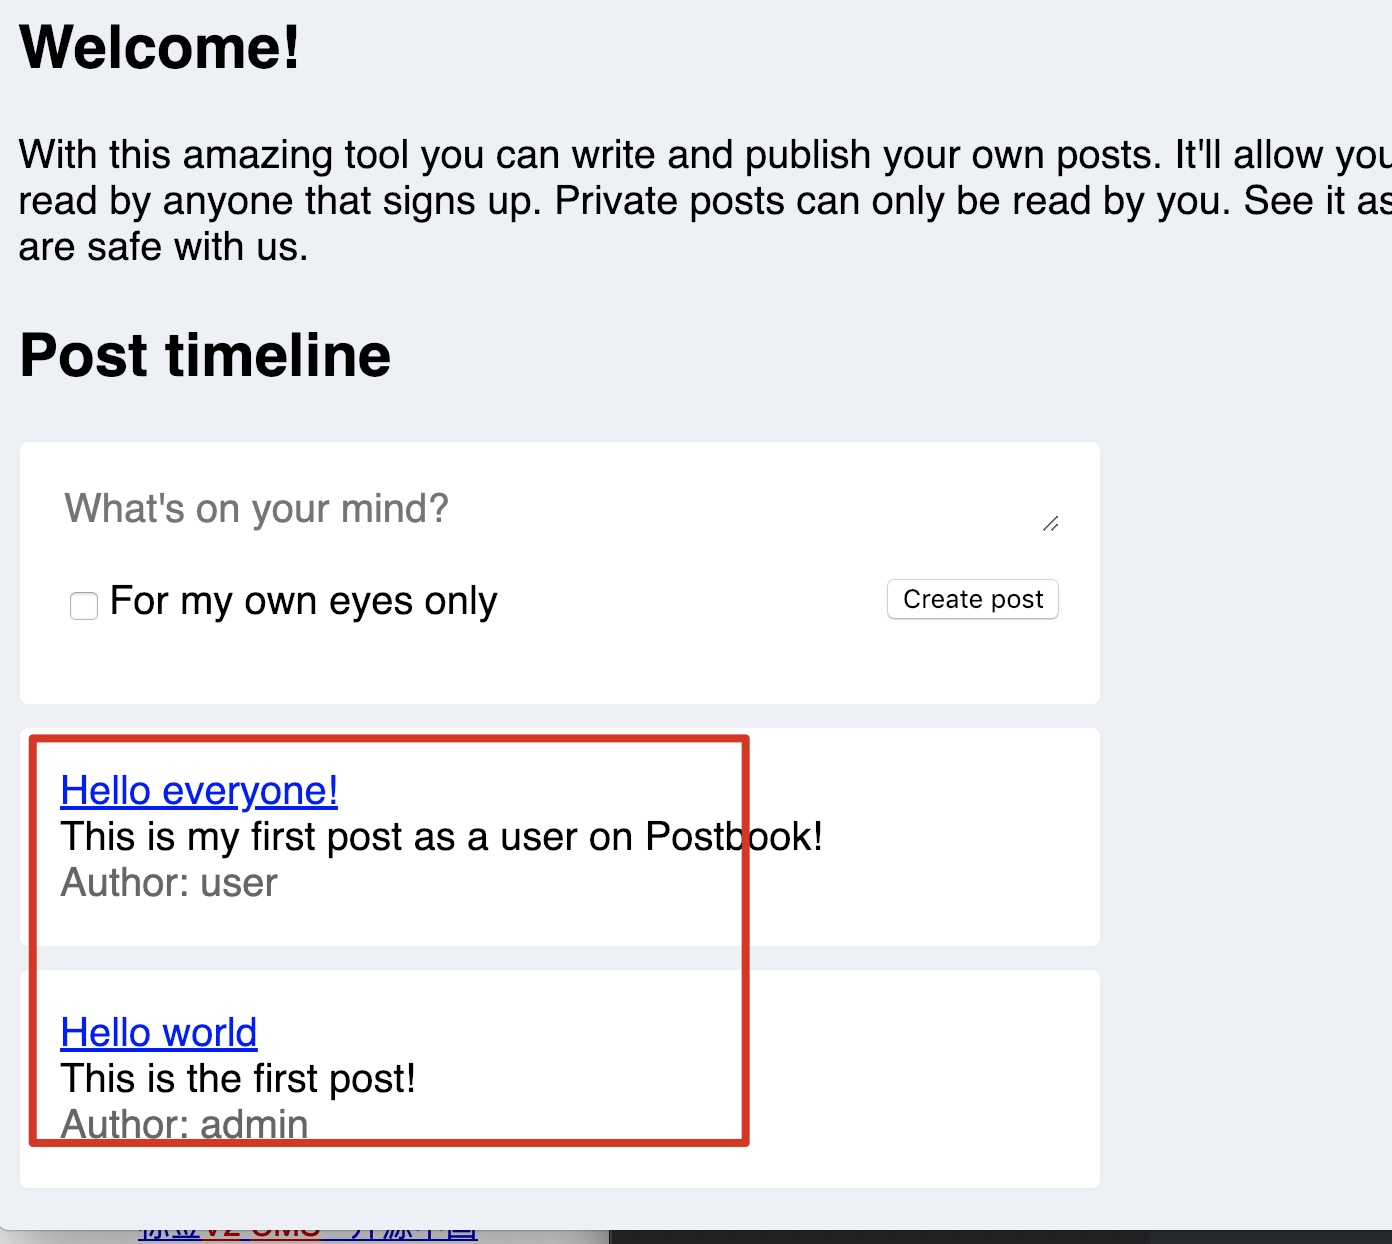 Welcome!
With this amazing tool you can write and publish your own posts. It'll allow you
read by anyone that signs up. Private posts can only be read by you. See it as
are safe with us.
Post timeline
What's on your mind?
For my own eyes only
Create post
Hello everyone!
This is my first post as a user on Postbook!
Author: user
Hello world
This is the first post!
Author: admin